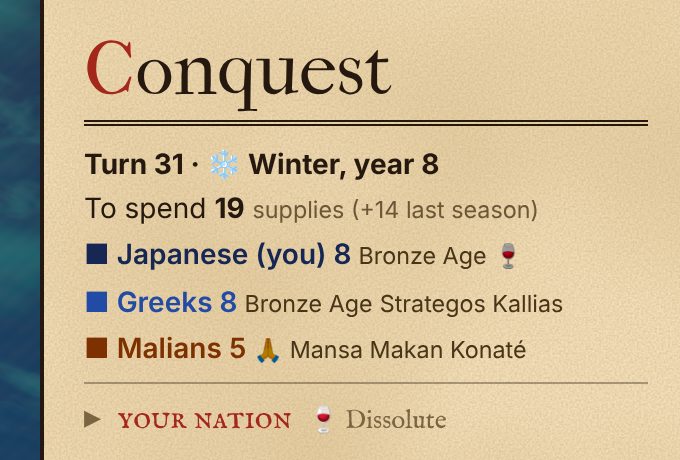 Conquest
Turn 31 · ❄️ Winter, year 8
To spend 19 supplies (+14 last season)
■ Japanese (you) 8 Bronze Age 🍷
■ Greeks 8 Bronze Age Strategos Kallias
■ Malians 5 🙏 Mansa Makan Konaté
▶ YOUR NATION 🍷 Dissolute